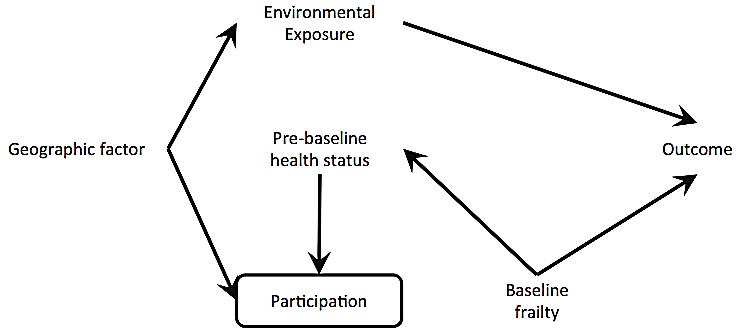 Environmental
Exposure
Geographic factor
Pre-baseline
health status
Outcome
Participation
Baseline
frailty